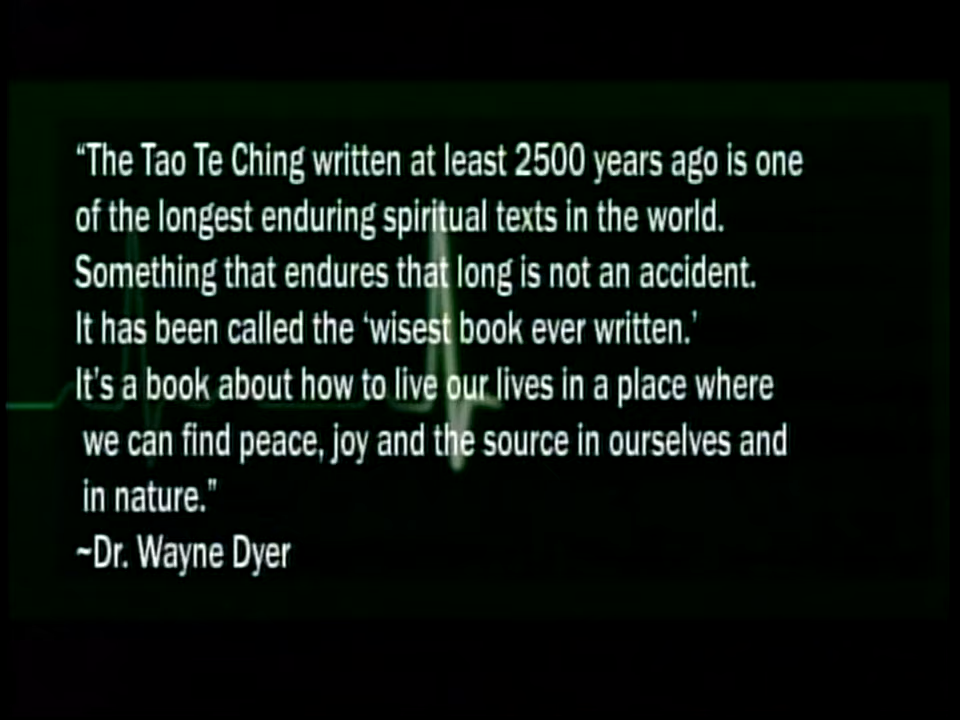 “The Tao Te Ching written at least 2500 years ago is one
of the longest enduring spiritual texts in the world.
Something that endures that long is not an accident.
It has been called the ‘wisest book ever written.’
It’s a book about how to live our lives in a place where
we can find peace, joy and the source in ourselves and
in nature.”
~Dr. Wayne Dyer